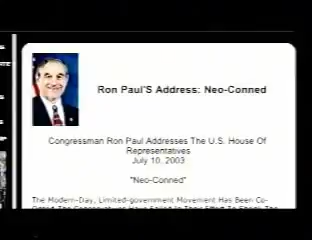 Ron Paul'S Address: Neo-Conned
Congressman Ron Paul Addresses The U.S. House Of
Representatives
July 10, 2003
"Neo-Conned"
The Modern-Day, Limited-government Movement Has Been Co-